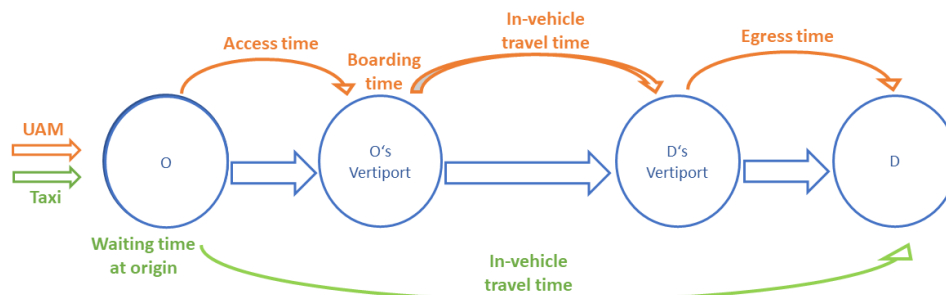 In-vehicle
travel time
Access time
Egress time
Boarding
time
UAM
Taxi
O
O's
Vertiport
D's
Vertiport
D
Waiting time
at origin
In-vehicle
travel time